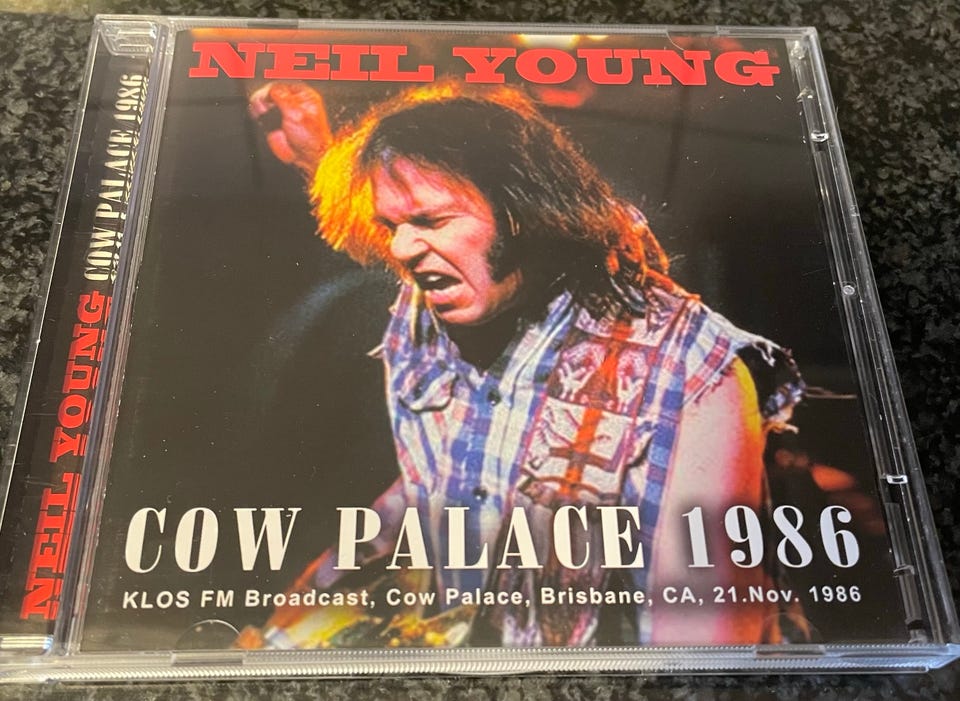 NEIL YOUNG
COW PALACE 1986
KLOS FM Broadcast, Cow Palace, Brisbane, CA, 21.Nov. 1986
NEIL YOUNG COW PALACE 1986